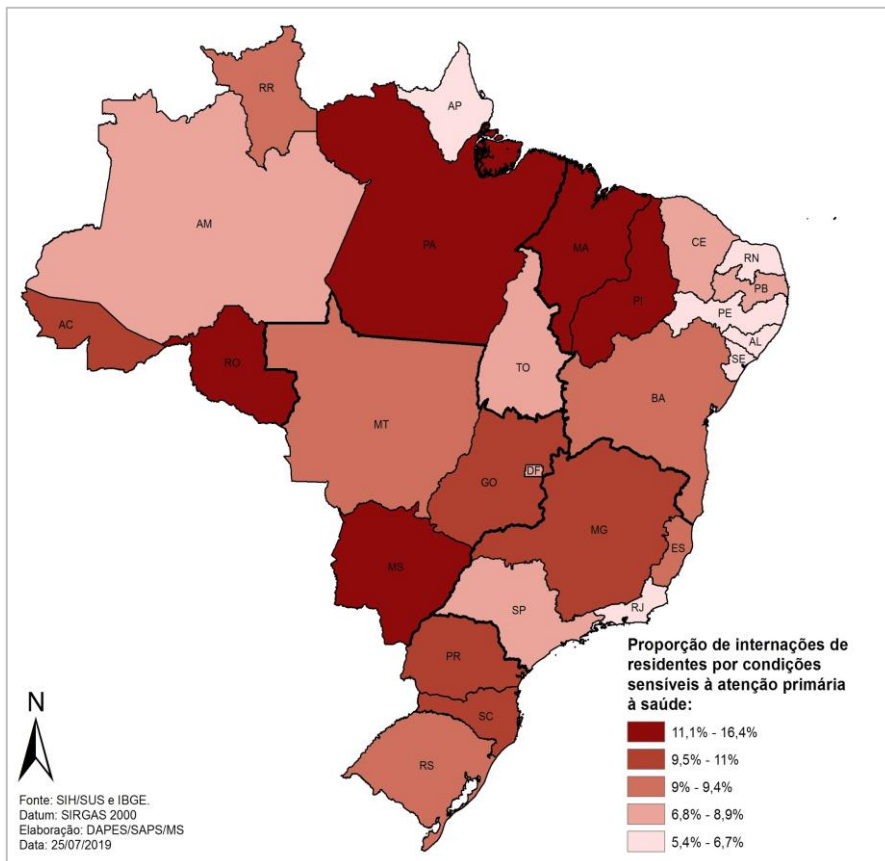 RR
AP
AM
PA
MA
CE
RN
PB
PI
PE
AL
SE
AC
RO
TO
BA
MT
DF
GO
MG
ES
MS
SP
RJ
PR
SC
RS
Proporção de internações de
residentes por condições
sensíveis à atenção primária
à saúde:
11,1% - 16,4%
9,5% - 11%
9% - 9,4%
6,8% - 8,9%
5,4% - 6,7%
N
Fonte: SIH/SUS e IBGE.
Datum: SIRGAS 2000
Elaboração: DAPES/SAPS/MS
Data: 25/07/2019